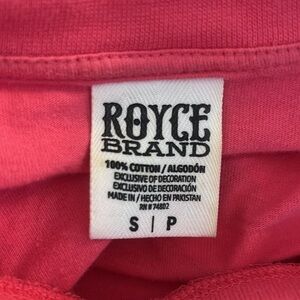 ROYCE
BRAND
100% COTTON / ALGODÓN
EXCLUSIVE OF DECORATION
EXCLUSIVO DE DECORACIÓN
MADE IN / HECHO EN PAKISTAN
RN # 74802
S | P